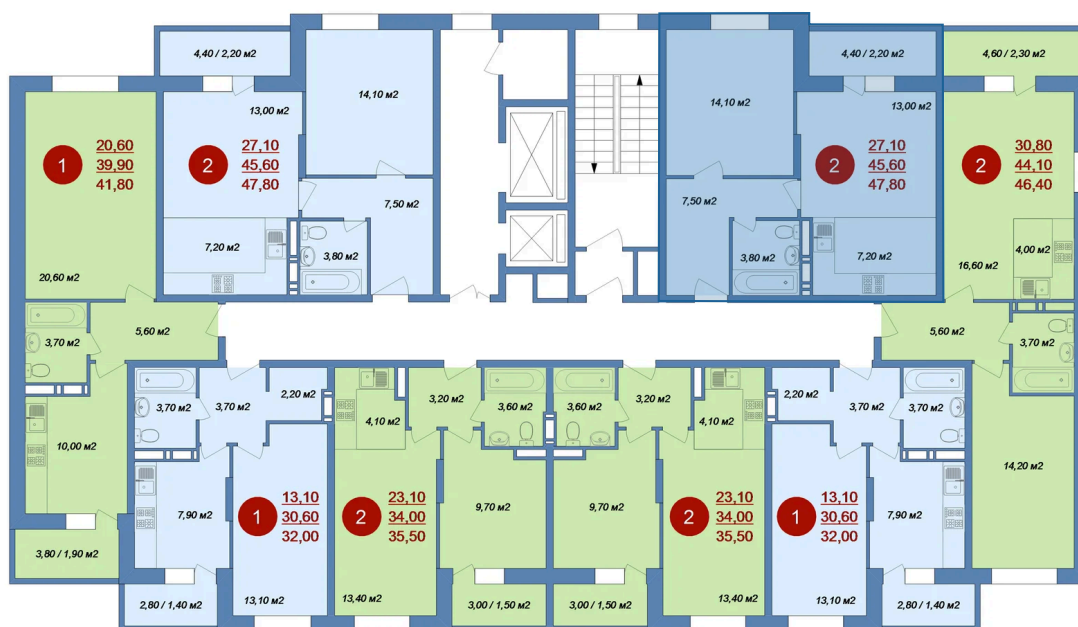 4,40 / 2,20 м2
14,10 м2
13,00 м2
1
20,60
39,90
41,80
2
27,10
45,60
47,80
7,50 м2
7,20 м2
3,80 м2
20,60 м2
14,10 м2
4,40 / 2,20 м2
13,00 м2
2
27,10
45,60
47,80
7,50 м2
3,80 м2
7,20 м2
4,60 / 2,30 м2
2
30,80
44,10
46,40
4,00 м2
16,60 м2
3,70 м2
5,60 м2
5,60 м2
3,70 м2
3,70 м2
3,70 м2
2,20 м2
4,10 м2
3,20 м2
3,60 м2
3,60 м2
3,20 м2
4,10 м2
2,20 м2
3,70 м2
3,70 м2
10,00 м2
7,90 м2
1
13,10
30,60
32,00
2
23,10
34,00
35,50
9,70 м2
9,70 м2
2
23,10
34,00
35,50
1
13,10
30,60
32,00
7,90 м2
14,20 м2
3,80 / 1,90 м2
2,80 / 1,40 м2
13,10 м2
13,40 м2
3,00 / 1,50 м2
3,00 / 1,50 м2
13,40 м2
13,10 м2
2,80 / 1,40 м2